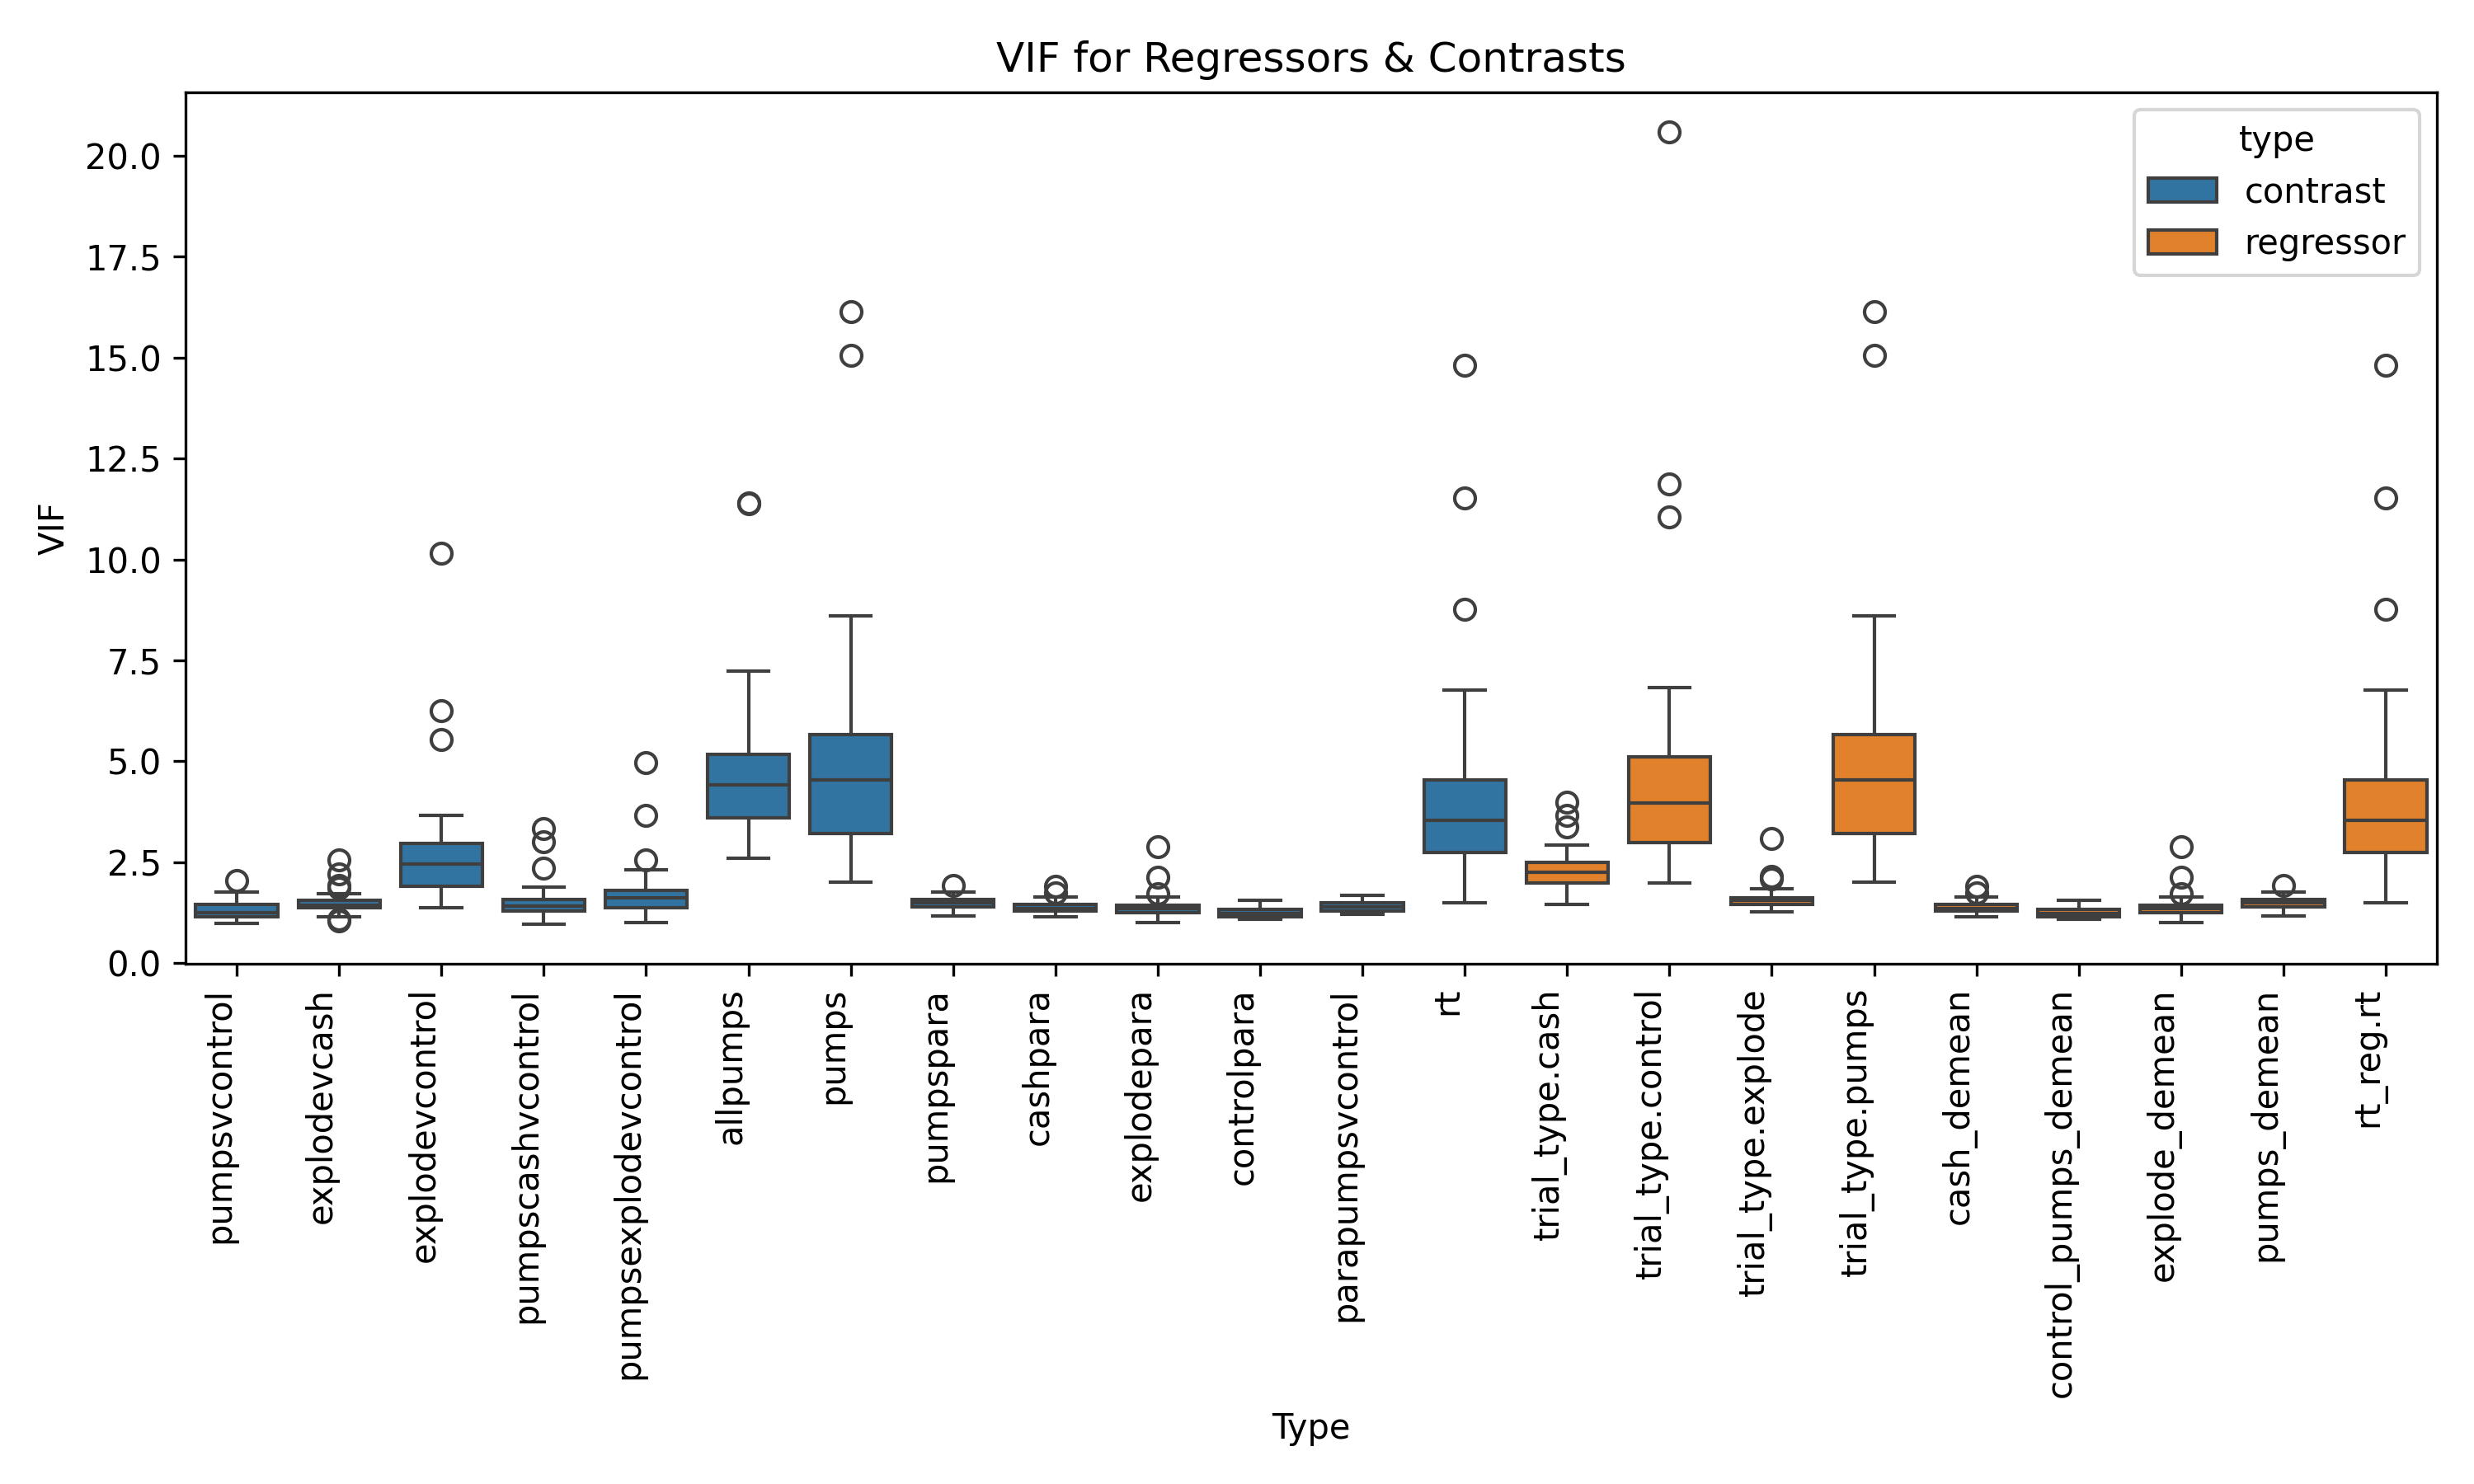 VIF for Regressors & Contrasts
type
contrast
regressor
VIF
20.0
17.5
15.0
12.5
10.0
7.5
5.0
2.5
0.0
pumpsvcontrol
explodevcash
explodevcontrol
pumpscashvcontrol
pumpsexplodevcontrol
allpumps
pumps
pumpspara
cashpara
explodepara
controlpara
parapumpsvcontrol
rt
trial_type.cash
trial_type.control
trial_type.explode
trial_type.pumps
cash_demean
control_pumps_demean
explode_demean
pumps_demean
rt_reg.rt
Type